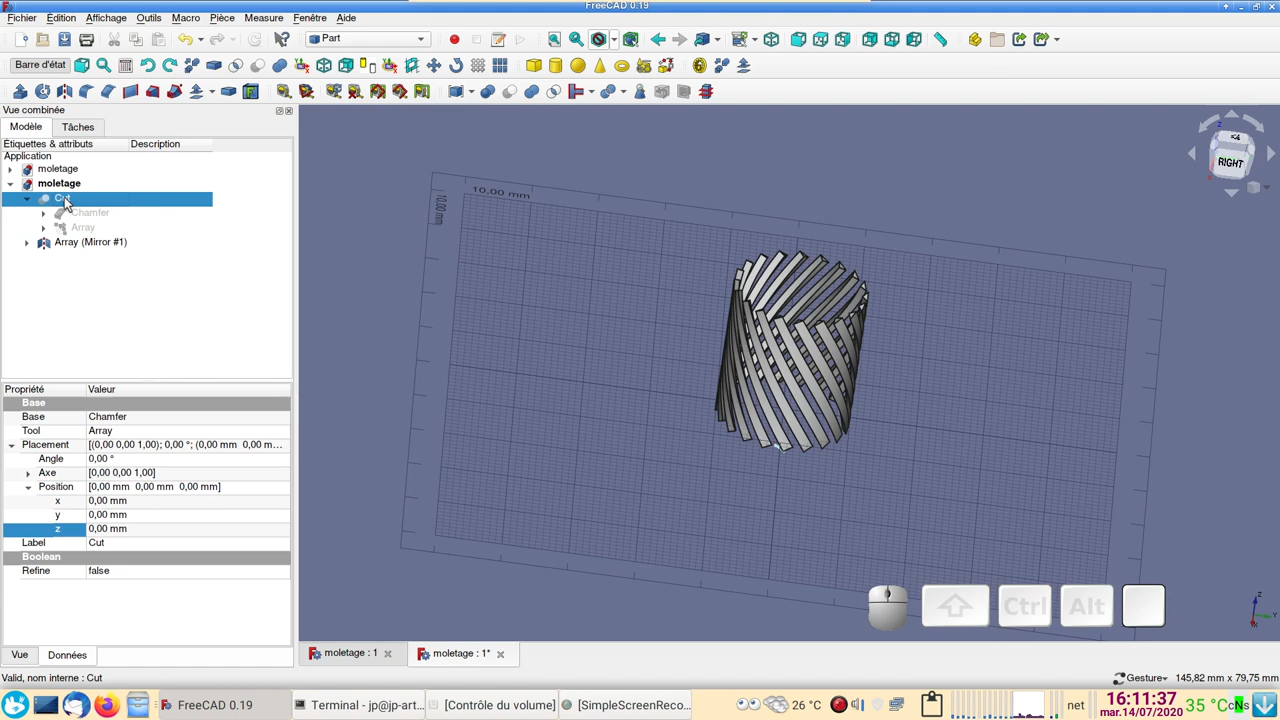 FreeCAD 0.19
Fichier Édition Affichage Outils Macro Pièce Mesure Fenêtre Aide
Part
Barre d'état
Vue combinée
Modèle Tâches
Étiquettes & attributs Description
Application
moletage
moletage
Chamfer
Array
Array (Mirror #1)
Propriété Valeur
Base
Base Chamfer
Tool Array
Placement [(0,00 0,00 1,00); 0,00 °; (0,00 mm 0,00 m...
Angle 0,00 °
Axe [0,00 0,00 1,00]
Position [0,00 mm 0,00 mm 0,00 mm]
x 0,00 mm
y 0,00 mm
z 0,00 mm
Label Cut
Boolean
Refine false
Vue Données
10,00 mm
10,00 mm
RIGHT
Z
Ctrl Alt
moletage : 1 moletage : 1*
Valid, nom interne : Cut
Gesture 145,82 mm x 79,75 mm
FreeCAD 0.19
Terminal - jp@jp-art...
[Contrôle du volume]
[SimpleScreenReco...
26 °C
net
16:11:37
mar.14/07/2020
35 °C